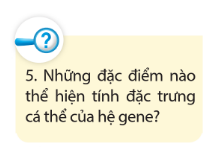 5. Những đặc điểm nào
thể hiện tính đặc trưng
cá thể của hệ gene?